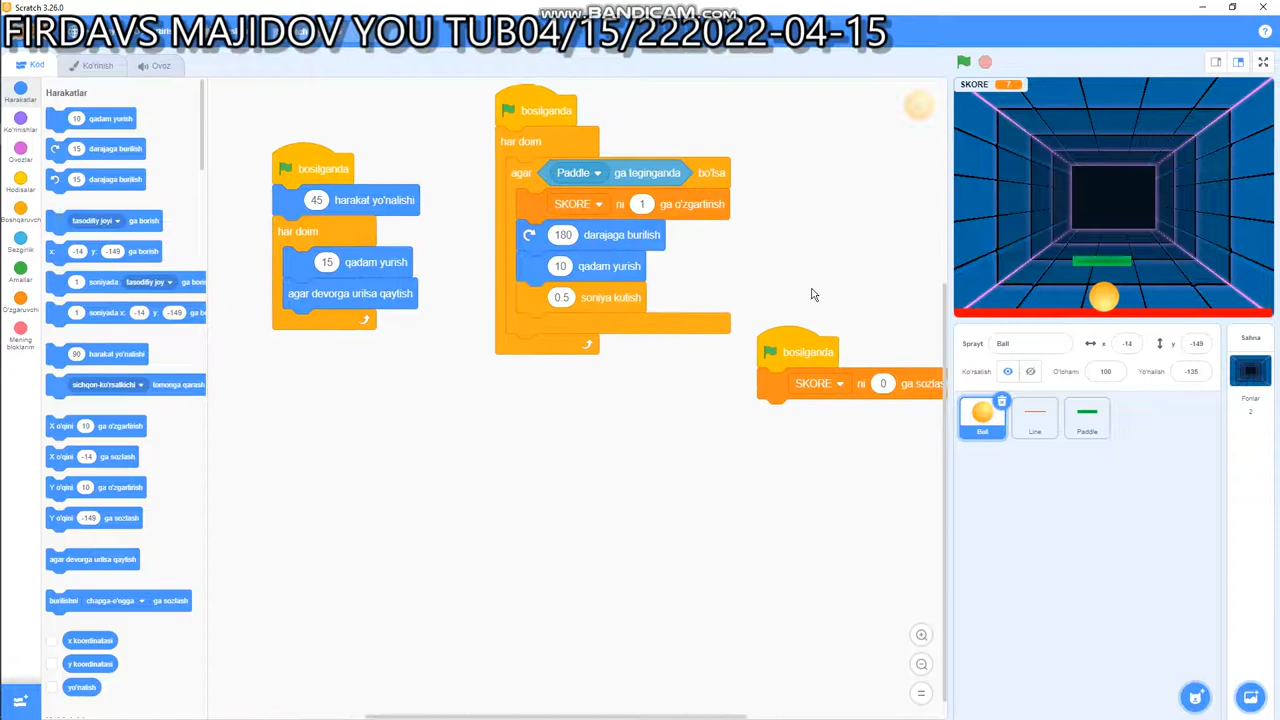 Scratch 3.26.0
www.BANDICAM.com
FIRDAVS MAJIDOV YOU TUB04/15/222022-04-15
Kod
Ko'rinish
Ovoz
Harakatlar
Ko'rinishlar
Ovozlar
Hodisalar
Boshqaruvchi
Sezgirlik
Amallar
O'zgaruvchi
Mening bloklarim
Harakatlar
10 qadam yurish
15 darajaga burilish
15 darajaga burilish
tasodifiy joyi ga borish
x: -14 y: -149 ga borish
1 soniyada tasodifiy joy ga bor
1 soniyada x: -14 y: -149 ga bor
90 harakat yo'nalishi
sichqon-ko'rsatkichi tomonga qarash
X o'qini 10 ga o'zgartirish
X o'qini -14 ga sozlash
Y o'qini 10 ga o'zgartirish
Y o'qini -149 ga sozlash
agar devorga urilsa qaytish
burilishni chapga-o'ngga ga sozlash
x koordinatasi
y koordinatasi
yo'nalish
bosilganda
45 harakat yo'nalishi
har doim
15 qadam yurish
agar devorga urilsa qaytish
bosilganda
har doim
agar Paddle ga teginganda bo'lsa
SKORE ni 1 ga o'zgartirish
180 darajaga burilish
10 qadam yurish
0.5 soniya kutish
bosilganda
SKORE ni 0 ga sozlas
SKORE 7
Sprayt Ball x -14 y -149
Ko'rsatish O'lchami 100 Yo'nalish -135
Ball
Line
Paddle
Sahna
Fonlar
2